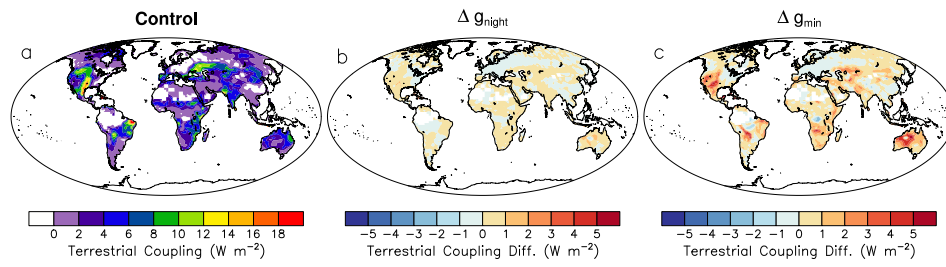 Control
Δ g_night
Δ g_min
a
b
c
0 2 4 6 8 10 12 14 16 18
−5 −4 −3 −2 −1 0 1 2 3 4 5
−5 −4 −3 −2 −1 0 1 2 3 4 5
Terrestrial Coupling (W m⁻²)
Terrestrial Coupling Diff. (W m⁻²)
Terrestrial Coupling Diff. (W m⁻²)